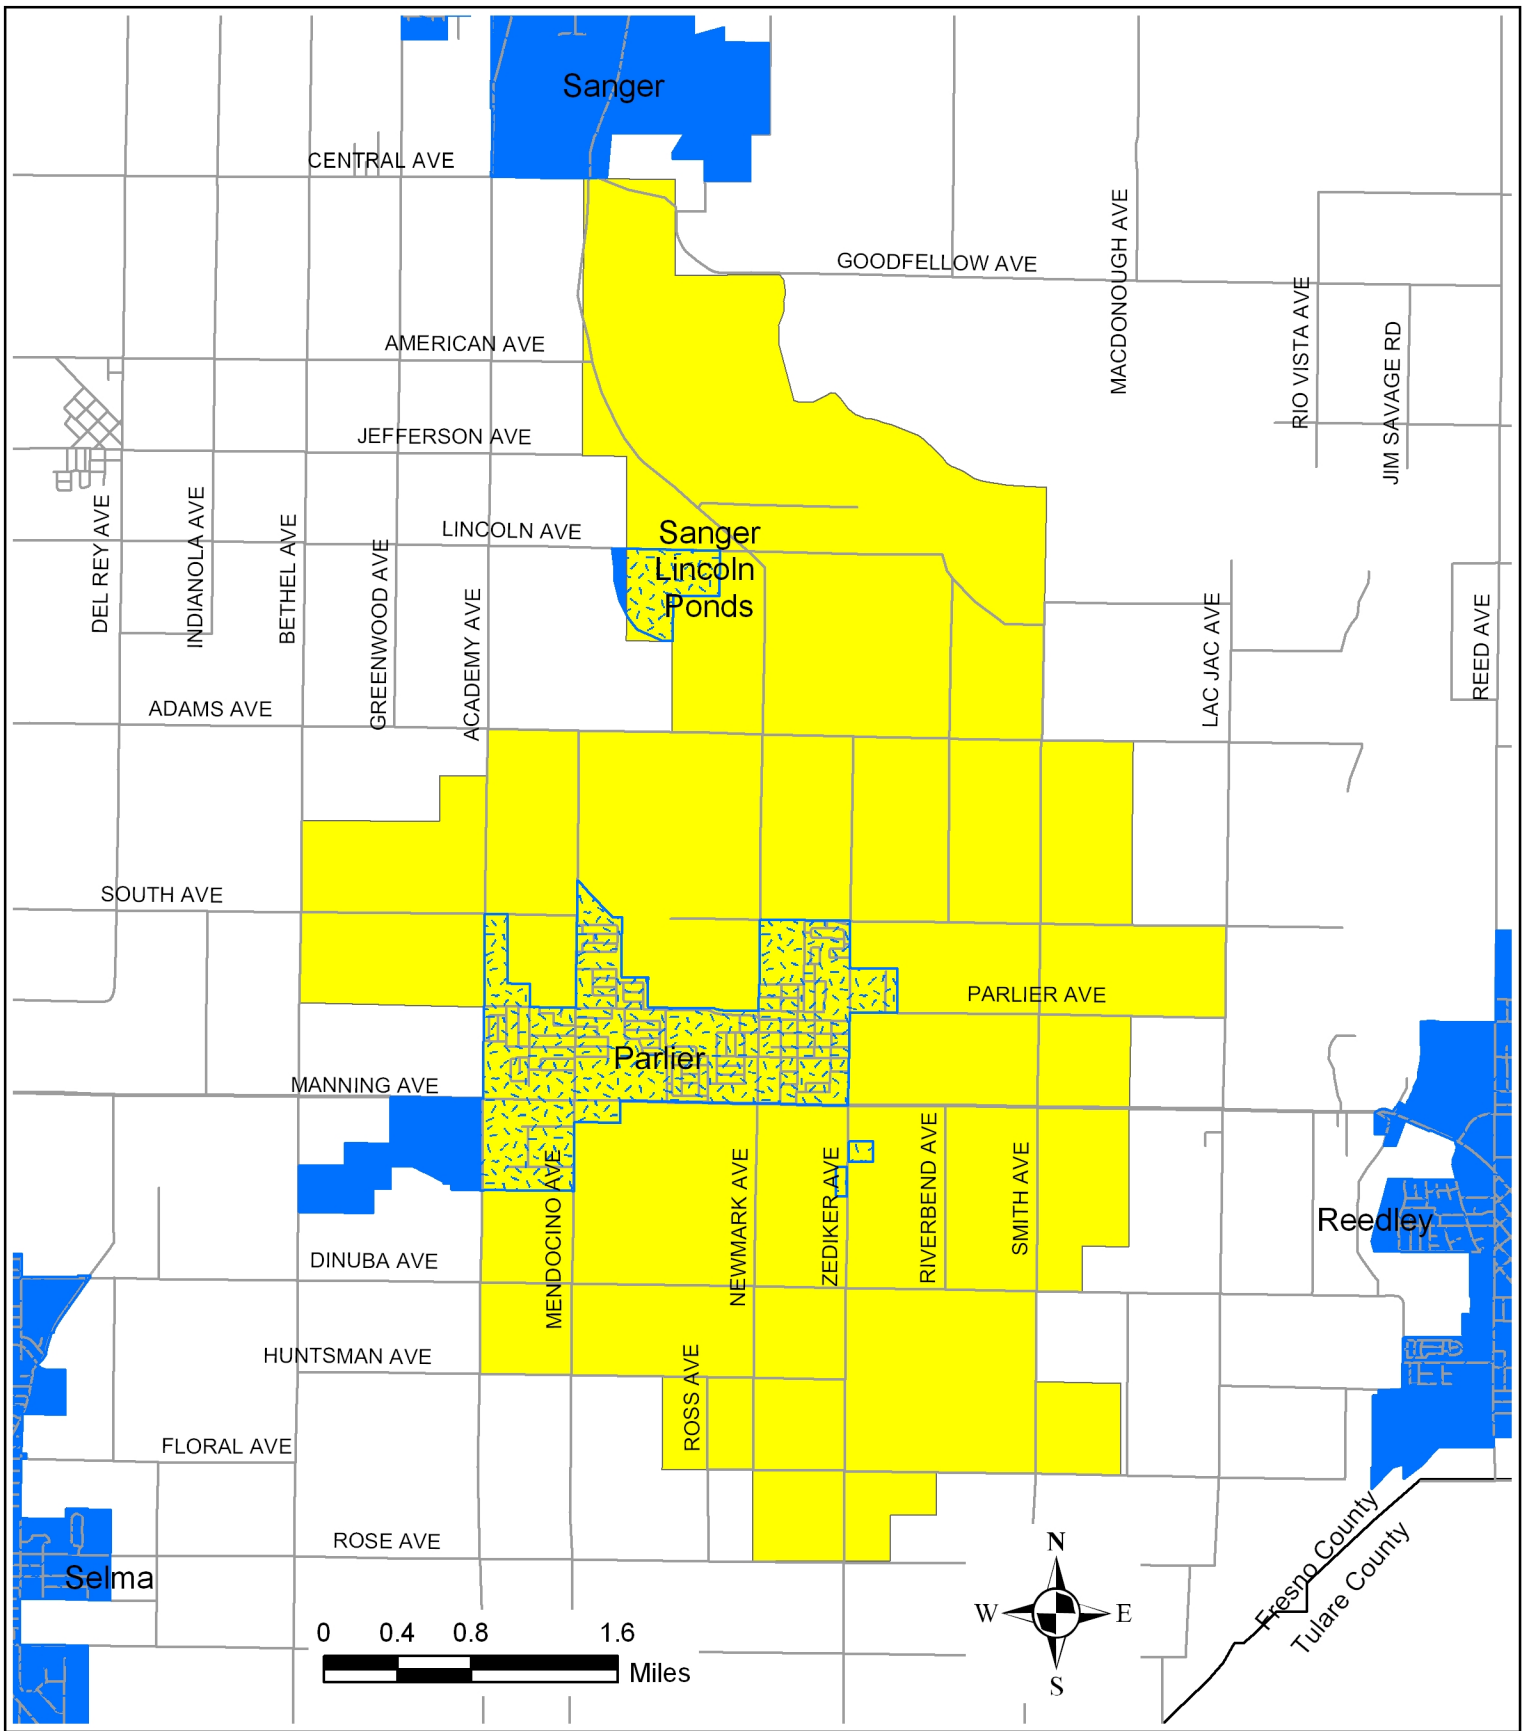 Sanger
CENTRAL AVE
GOODFELLOW AVE
MACDONOUGH AVE
RIO VISTA AVE
JIM SAVAGE RD
AMERICAN AVE
JEFFERSON AVE
LINCOLN AVE
Sanger
Lincoln
Ponds
DEL REY AVE
INDIANOLA AVE
BETHEL AVE
GREENWOOD AVE
ACADEMY AVE
LAC JAC AVE
REED AVE
ADAMS AVE
SOUTH AVE
PARLIER AVE
Parlier
MANNING AVE
MENDOCINO AVE
NEWMARK AVE
ZEDIKER AVE
RIVERBEND AVE
SMITH AVE
Reedley
DINUBA AVE
HUNTSMAN AVE
ROSS AVE
FLORAL AVE
ROSE AVE
Selma
Fresno County
Tulare County
N
W E
S
0 0.4 0.8 1.6
Miles